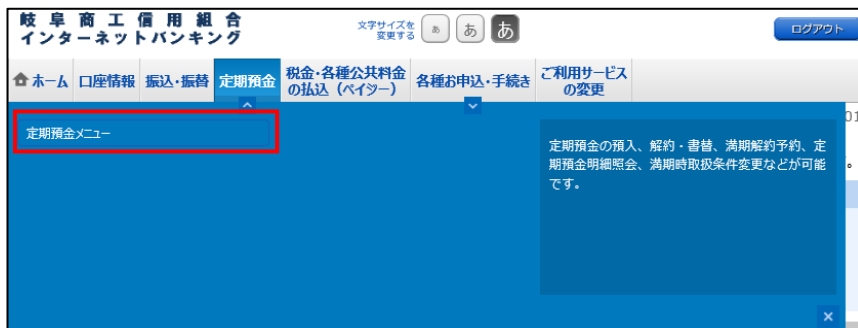 岐阜商工信用組合
インターネットバンキング
文字サイズを
変更する
あ あ あ
ログアウト
ホーム 口座情報 振込・振替 定期預金 税金・各種公共料金
の払込（ペイジー） 各種お申込・手続き ご利用サービス
の変更
定期預金メニュー
定期預金の預入、解約・書替、満期解約予約、定
期預金明細照会、満期時取扱条件変更などが可能
です。
01
。